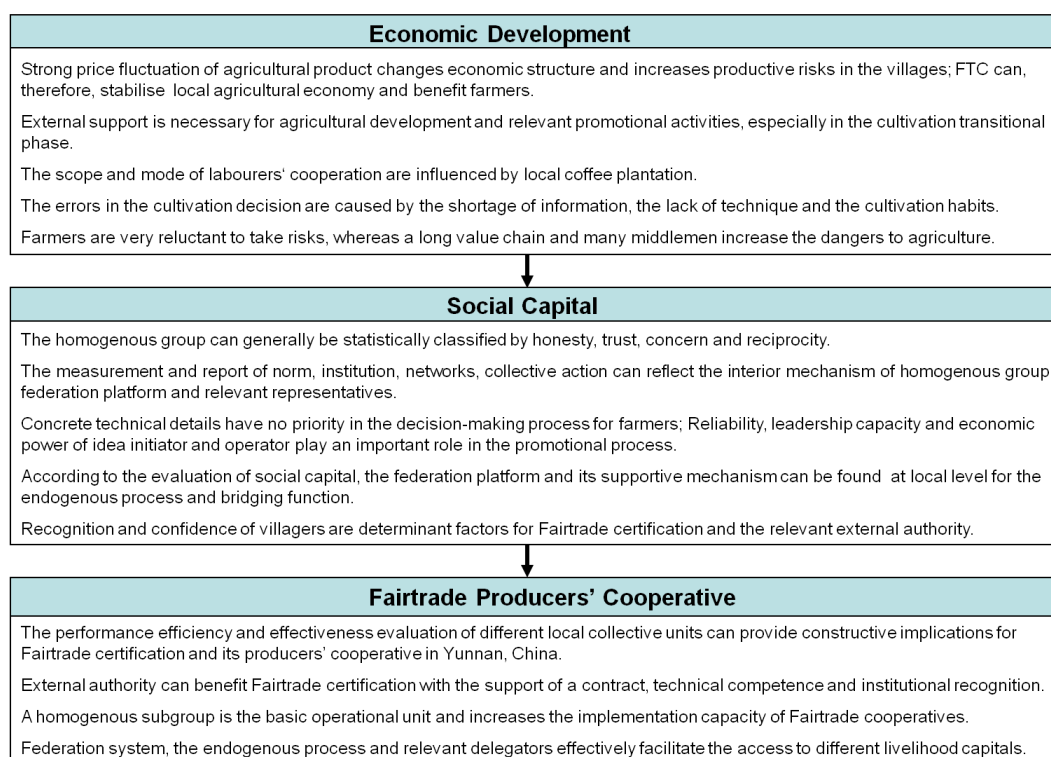 Economic Development
Strong price fluctuation of agricultural product changes economic structure and increases productive risks in the villages; FTC can,
therefore, stabilise local agricultural economy and benefit farmers.
External support is necessary for agricultural development and relevant promotional activities, especially in the cultivation transitional
phase.
The scope and mode of labourers‘ cooperation are influenced by local coffee plantation.
The errors in the cultivation decision are caused by the shortage of information, the lack of technique and the cultivation habits.
Farmers are very reluctant to take risks, whereas a long value chain and many middlemen increase the dangers to agriculture.
Social Capital
The homogenous group can generally be statistically classified by honesty, trust, concern and reciprocity.
The measurement and report of norm, institution, networks, collective action can reflect the interior mechanism of homogenous group
federation platform and relevant representatives.
Concrete technical details have no priority in the decision-making process for farmers; Reliability, leadership capacity and economic
power of idea initiator and operator play an important role in the promotional process.
According to the evaluation of social capital, the federation platform and its supportive mechanism can be found at local level for the
endogenous process and bridging function.
Recognition and confidence of villagers are determinant factors for Fairtrade certification and the relevant external authority.
Fairtrade Producers’ Cooperative
The performance efficiency and effectiveness evaluation of different local collective units can provide constructive implications for
Fairtrade certification and its producers’ cooperative in Yunnan, China.
External authority can benefit Fairtrade certification with the support of a contract, technical competence and institutional recognition.
A homogenous subgroup is the basic operational unit and increases the implementation capacity of Fairtrade cooperatives.
Federation system, the endogenous process and relevant delegators effectively facilitate the access to different livelihood capitals.